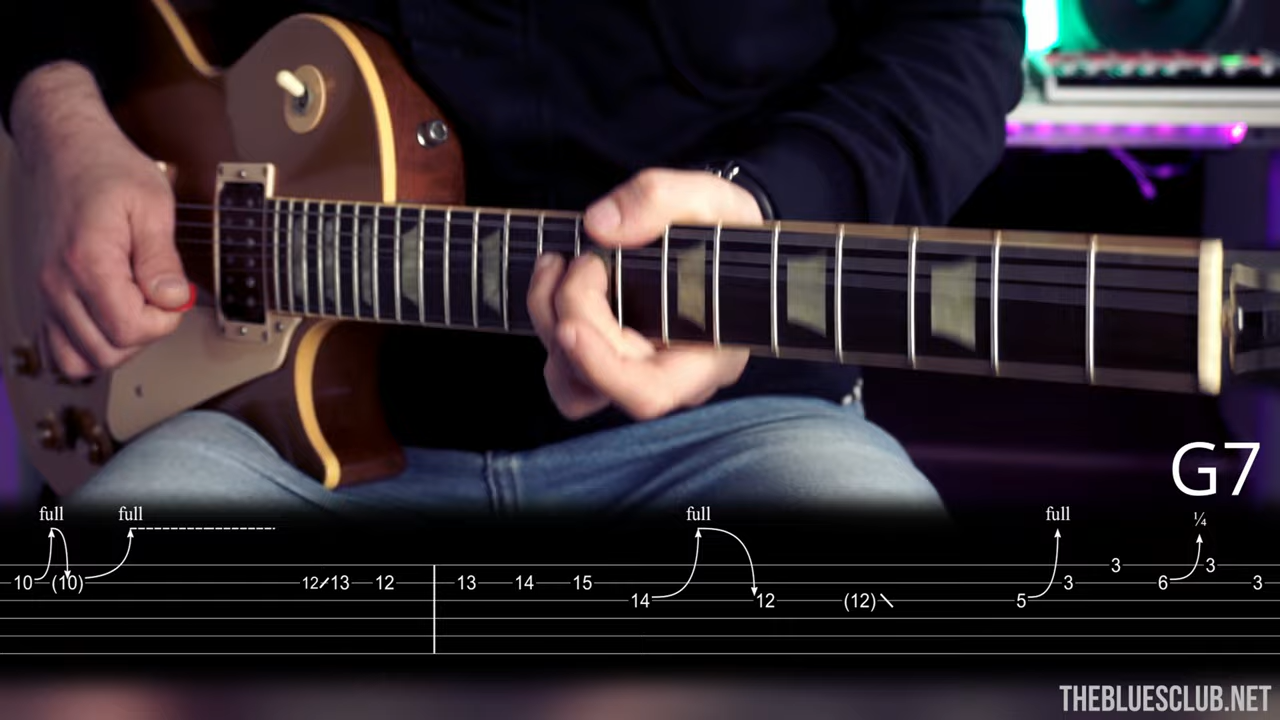 G7
full full full full ¼
3 3
10 (10) 12/13 12 13 14 15 3 6 3
14 12 (12) 5
THEBLUESCLUB.NET